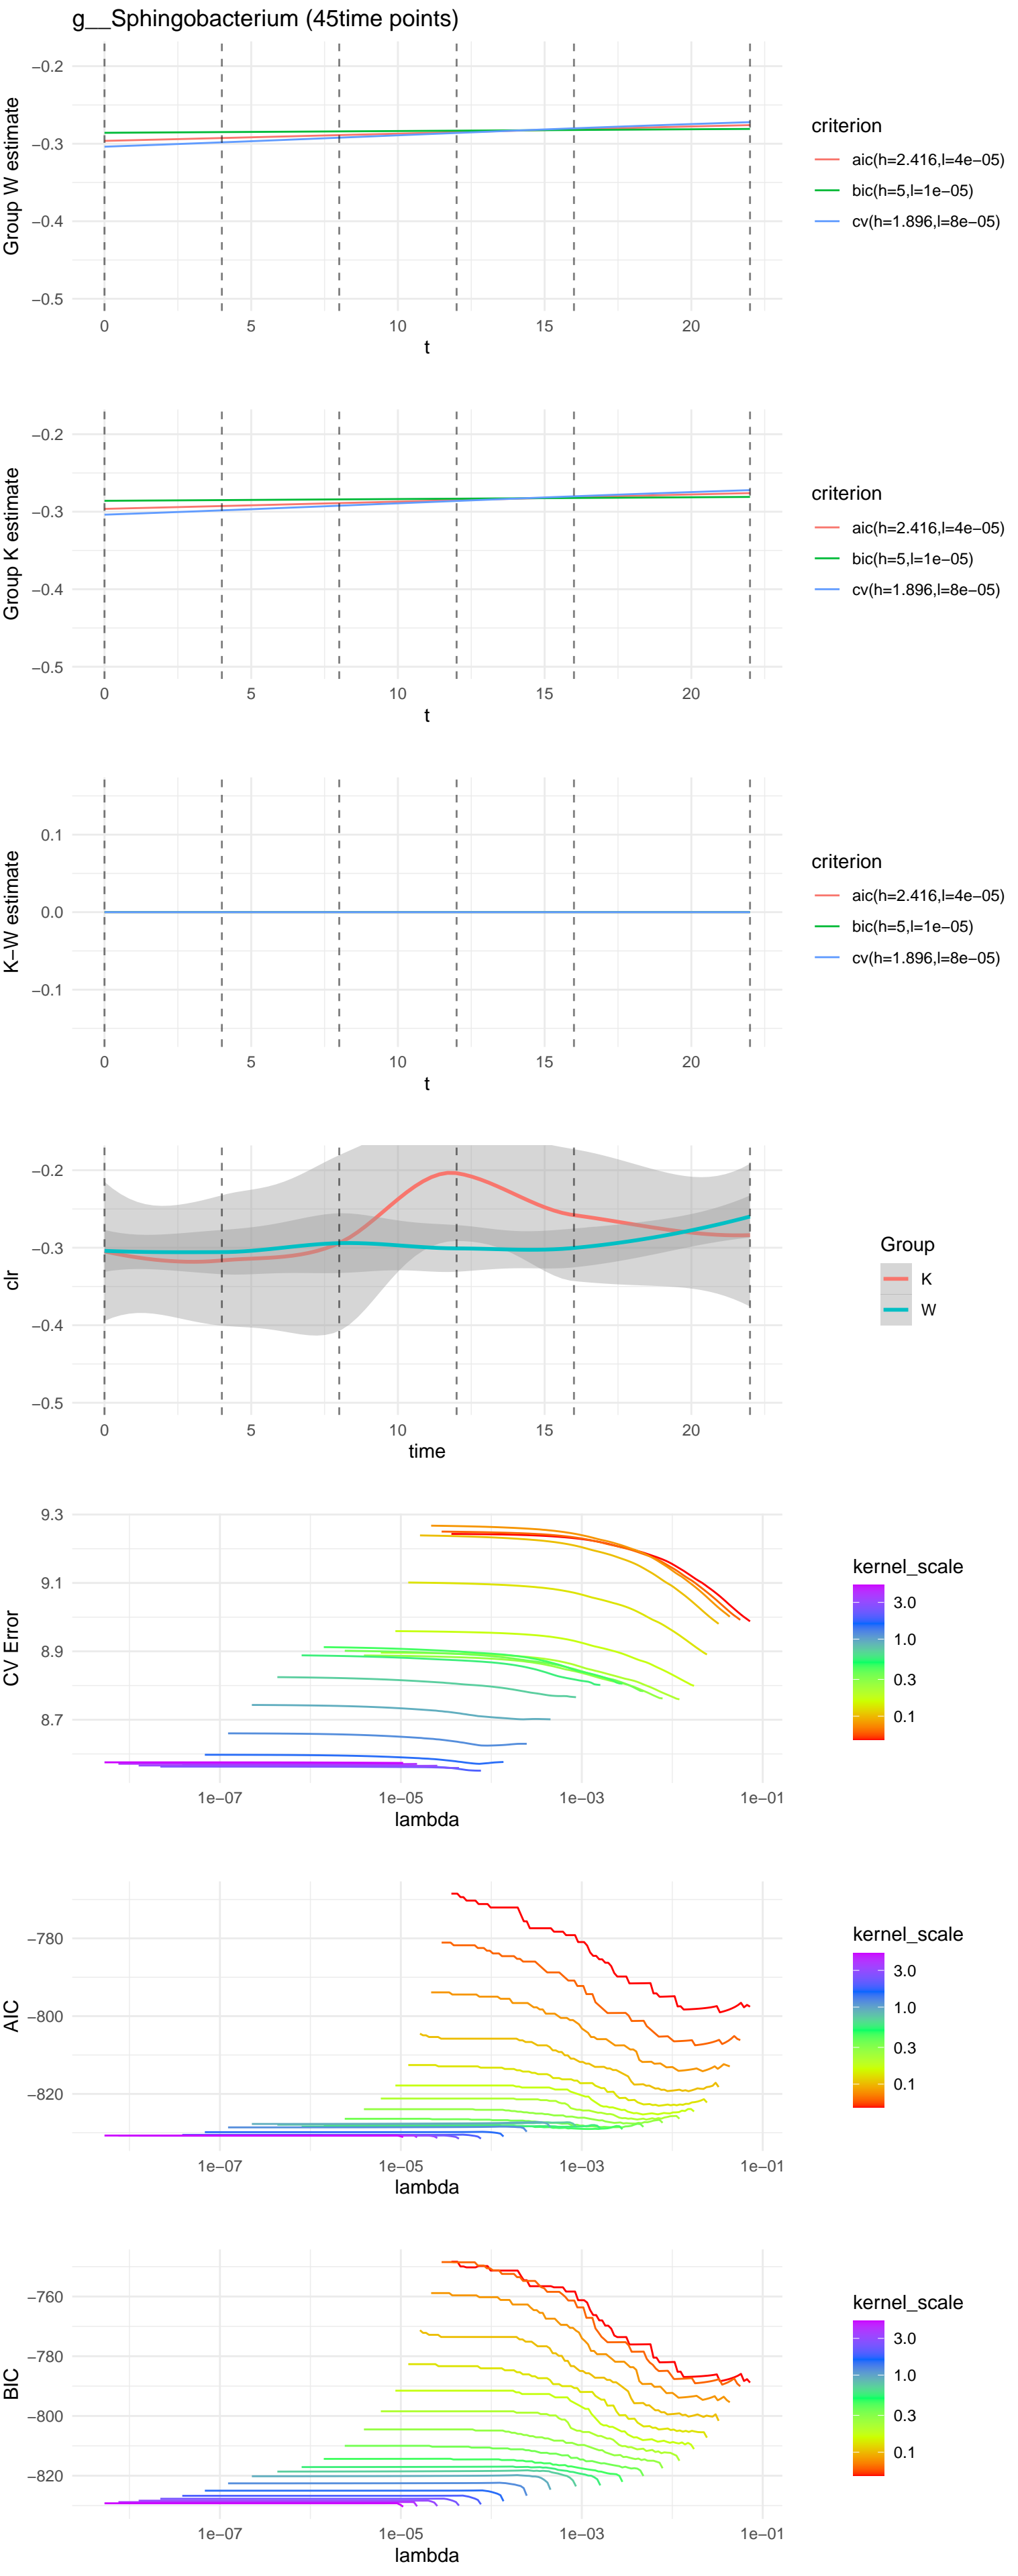 g__Sphingobacterium (45time points)
Group W estimate
−0.2
−0.3
−0.4
−0.5
0 5 10 15 20
t
criterion
aic(h=2.416,l=4e−05)
bic(h=5,l=1e−05)
cv(h=1.896,l=8e−05)
Group K estimate
−0.2
−0.3
−0.4
−0.5
0 5 10 15 20
t
criterion
aic(h=2.416,l=4e−05)
bic(h=5,l=1e−05)
cv(h=1.896,l=8e−05)
K−W estimate
0.1
0.0
−0.1
0 5 10 15 20
t
criterion
aic(h=2.416,l=4e−05)
bic(h=5,l=1e−05)
cv(h=1.896,l=8e−05)
clr
−0.2
−0.3
−0.4
−0.5
0 5 10 15 20
time
Group
K
W
CV Error
9.3
9.1
8.9
8.7
1e−07 1e−05 1e−03 1e−01
lambda
kernel_scale
3.0
1.0
0.3
0.1
AIC
−780
−800
−820
1e−07 1e−05 1e−03 1e−01
lambda
kernel_scale
3.0
1.0
0.3
0.1
BIC
−760
−780
−800
−820
1e−07 1e−05 1e−03 1e−01
lambda
kernel_scale
3.0
1.0
0.3
0.1